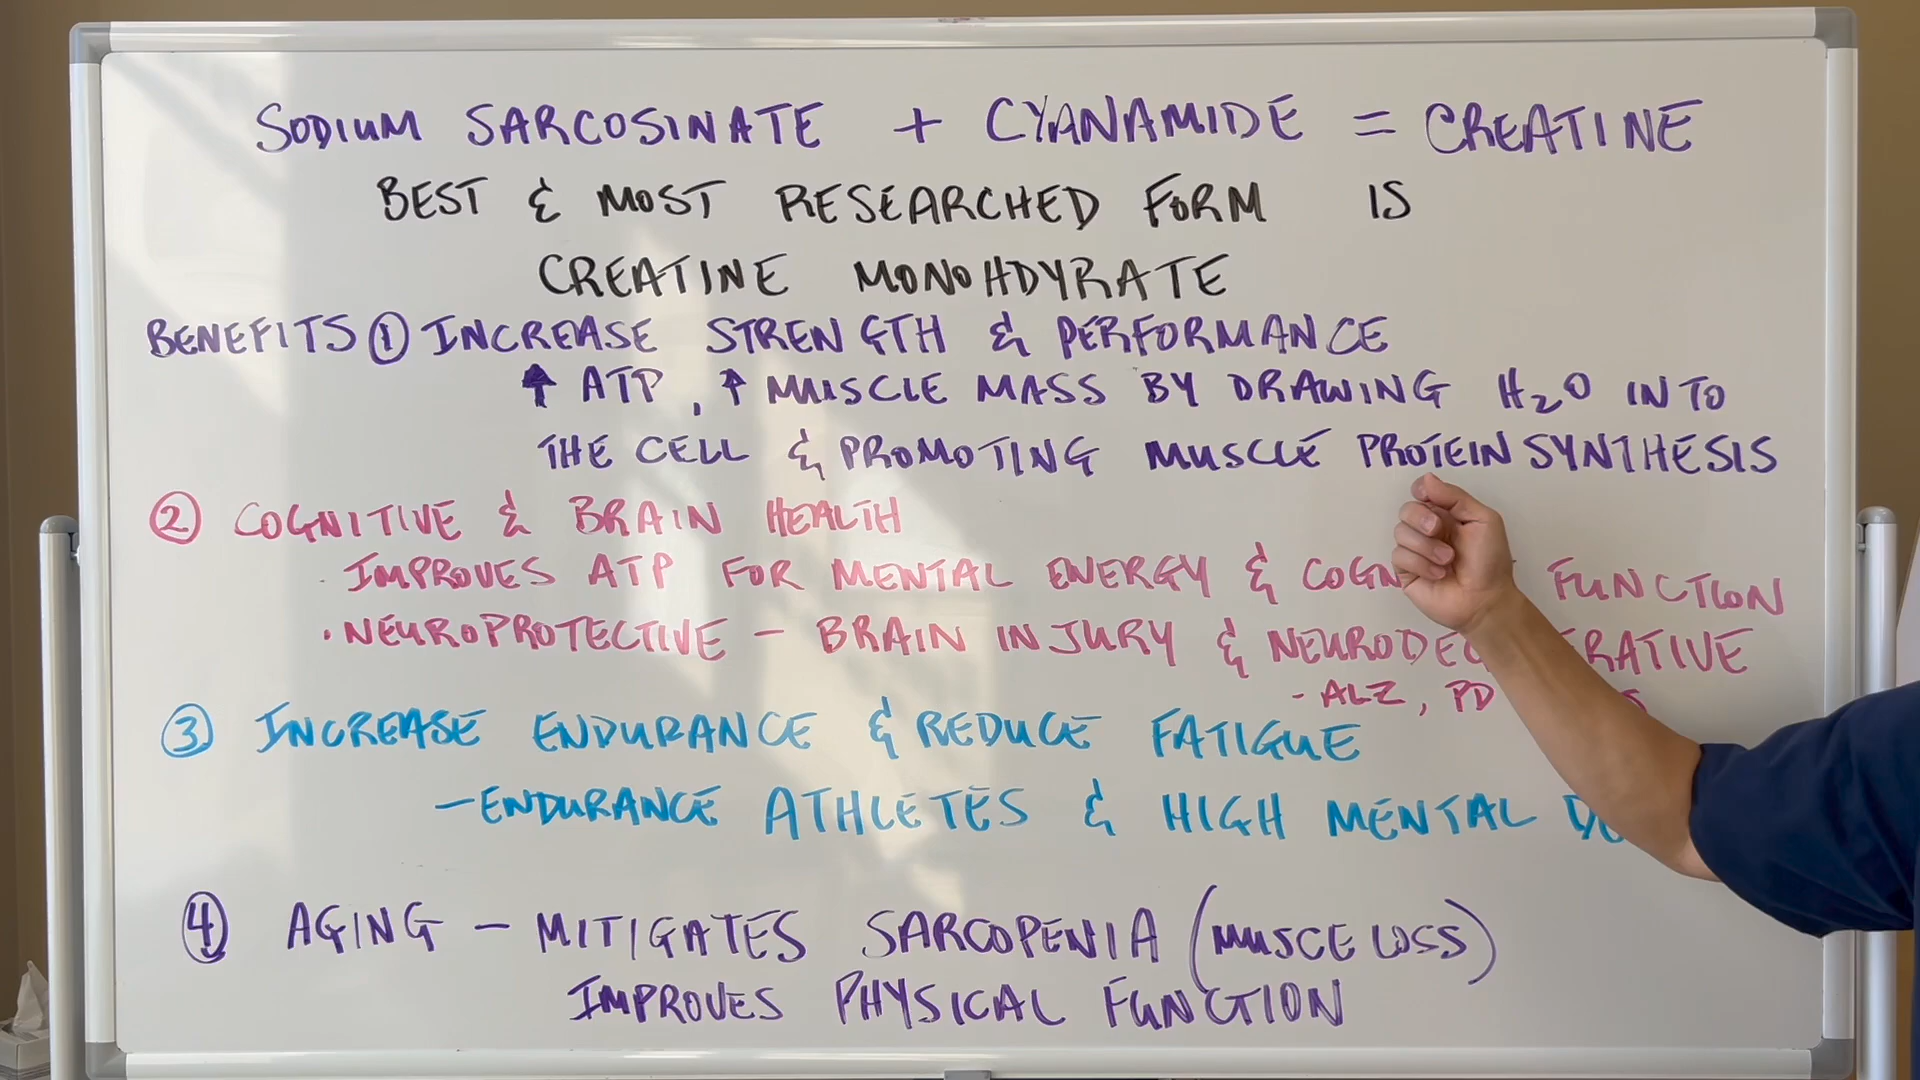 SODIUM SARCOSINATE + CYANAMIDE = CREATINE
BEST & MOST RESEARCHED FORM IS
CREATINE MONOHDYRATE
BENEFITS ① INCREASE STRENGTH & PERFORMANCE
↑ ATP, ↑ MUSCLE MASS BY DRAWING H₂O INTO
THE CELL & PROMOTING MUSCLE PROTEIN SYNTHESIS
② COGNITIVE & BRAIN HEALTH
· IMPROVES ATP FOR MENTAL ENERGY & FUNCTION
· NEUROPROTECTIVE – BRAIN INJURY &
- ALZ, PD
③ INCREASE ENDURANCE & REDUCE FATIGUE
– ENDURANCE ATHLETES & HIGH MENTAL
④ AGING – MITIGATES SARCOPENIA (MUSCE LOSS)
IMPROVES PHYSICAL FUNCTION